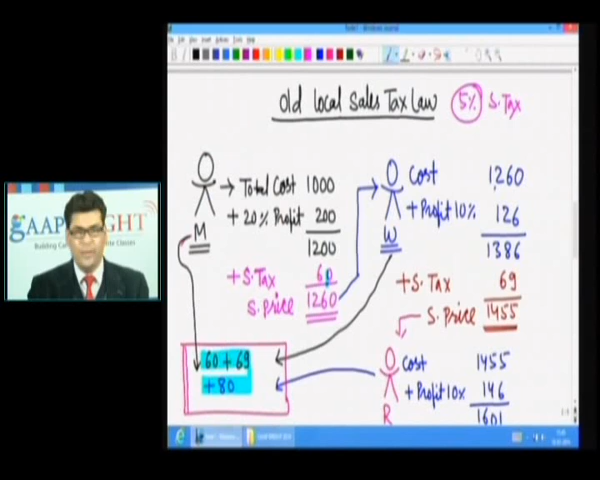 Old Local Sales Tax Law 5% S.Tax
→ Total Cost 1000
+ 20% Profit 200
1200
+ S.Tax 60
S. Price 1260
M
Cost 1260
+ Profit 10% 126
1386
W
+ S. Tax 69
S. Price 1455
60 + 69
+ 80
Cost 1455
+ Profit 10% 146
1601
R